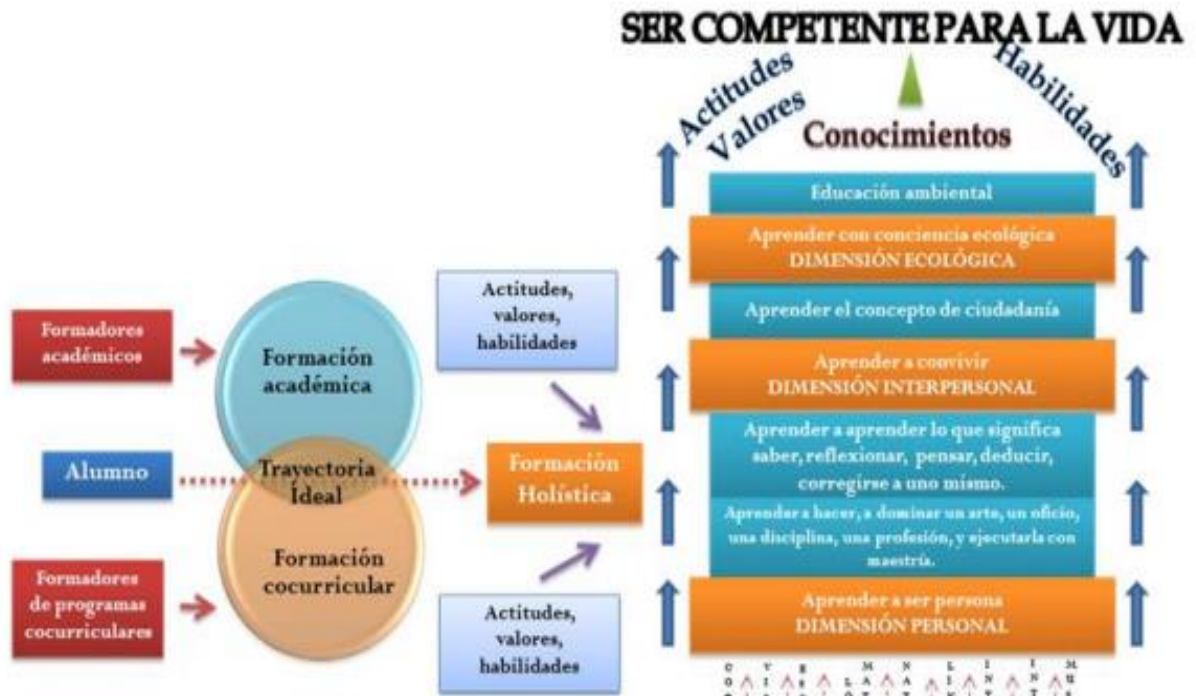 SER COMPETENTE PARA LA VIDA
Actitudes
Valores
Habilidades
Conocimientos
Educación ambiental
Aprender con conciencia ecológica
DIMENSIÓN ECOLÓGICA
Aprender el concepto de ciudadanía
Aprender a convivir
DIMENSIÓN INTERPERSONAL
Aprender a aprender lo que significa
saber, reflexionar, pensar, deducir,
corregirse a uno mismo.
Aprender a hacer, a dominar un arte, un oficio,
una disciplina, una profesión, y ejecutarla con
maestría.
Aprender a ser persona
DIMENSIÓN PERSONAL
Formadores
académicos
Formación
académica
Actitudes,
valores,
habilidades
Alumno
Trayectoria
Ídeal
Formación
Holística
Formadores
de programas
cocurriculares
Formación
cocurricular
Actitudes,
valores,
habilidades